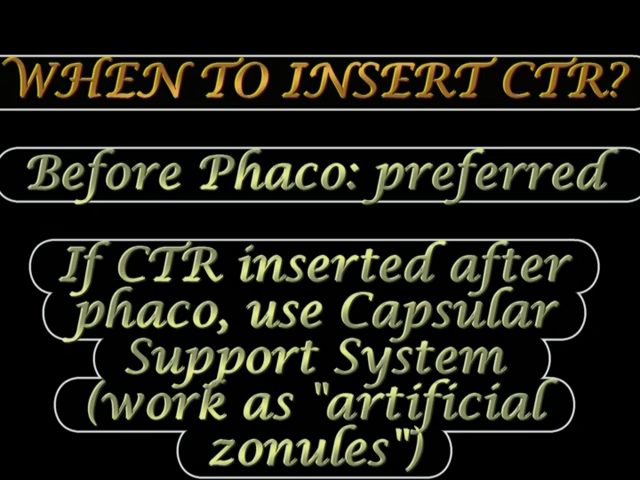 WHEN TO INSERT CTR?
Before Phaco: preferred
If CTR inserted after
phaco, use Capsular
Support System
(work as "artificial
zonules")